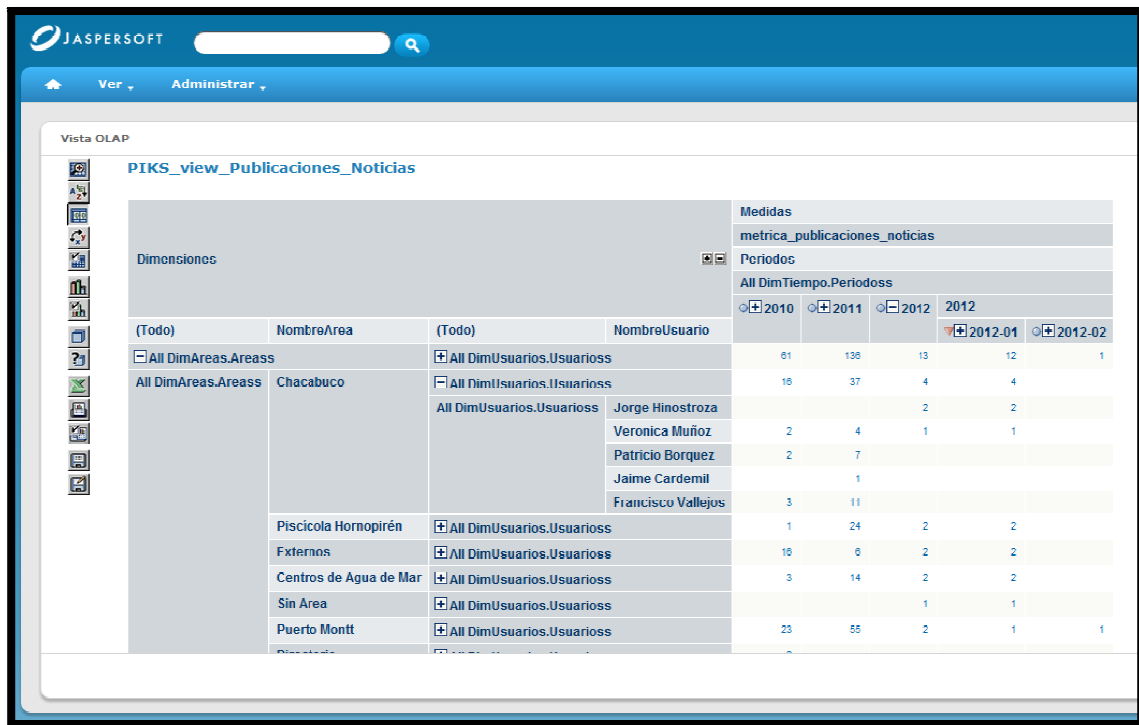 JASPERSOFT
Ver Administrar
Vista OLAP
PIKS_view_Publicaciones_Noticias
Medidas
metrica_publicaciones_noticias
Dimensiones Periodos
All DimTiempo.Periodoss
2010 2011 2012 2012
(Todo) NombreArea (Todo) NombreUsuario 2012-01 2012-02
All DimAreas.Areass All DimUsuarios.Usuarioss 61 136 13 12 1
All DimAreas.Areass Chacabuco All DimUsuarios.Usuarioss 16 37 4 4
All DimUsuarios.Usuarioss Jorge Hinostroza 2 2
Veronica Muñoz 2 4 1 1
Patricio Borquez 2 7
Jaime Cardemil 1
Francisco Vallejos 3 11
Piscicola Hornopirén All DimUsuarios.Usuarioss 1 24 2 2
Externos All DimUsuarios.Usuarioss 16 6 2 2
Centros de Agua de Mar All DimUsuarios.Usuarioss 3 14 2 2
Sin Area All DimUsuarios.Usuarioss 1 1
Puerto Montt All DimUsuarios.Usuarioss 23 55 2 1 1